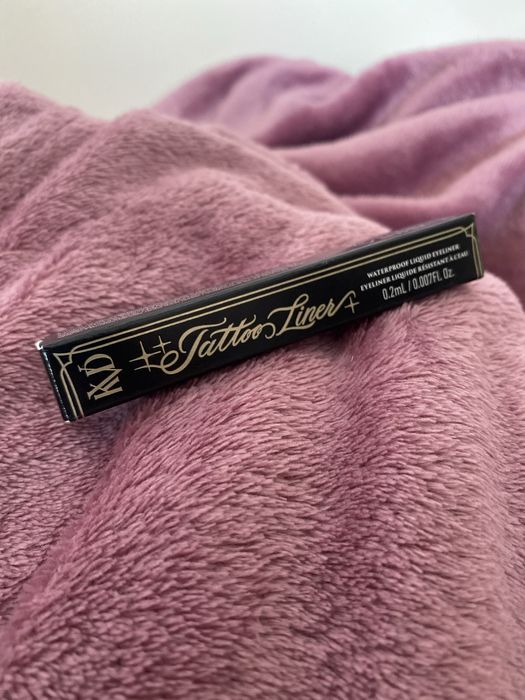 KVD
Tattoo Liner
WATERPROOF LIQUID EYELINER
EYELINER LIQUIDE RÉSISTANT À L'EAU
0.2mL / 0.007Fl. Oz.